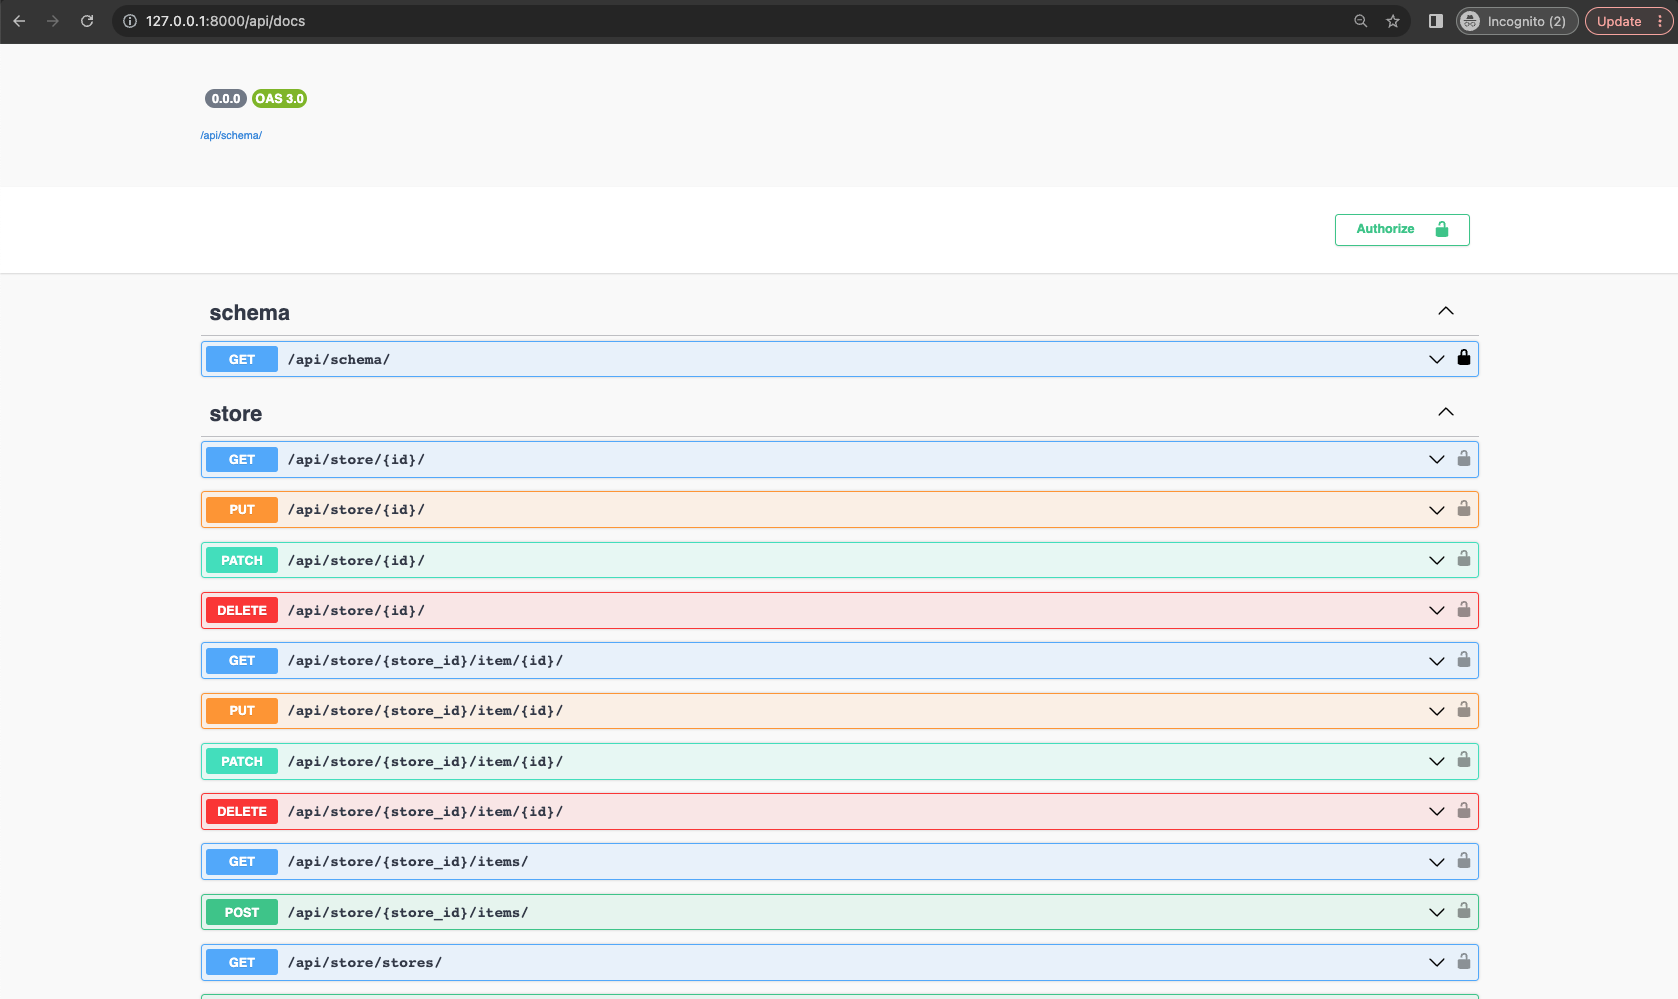 127.0.0.1:8000/api/docs
Incognito (2)
Update
0.0.0 OAS 3.0
/api/schema/
Authorize
schema
GET /api/schema/
store
GET /api/store/{id}/
PUT /api/store/{id}/
PATCH /api/store/{id}/
DELETE /api/store/{id}/
GET /api/store/{store_id}/item/{id}/
PUT /api/store/{store_id}/item/{id}/
PATCH /api/store/{store_id}/item/{id}/
DELETE /api/store/{store_id}/item/{id}/
GET /api/store/{store_id}/items/
POST /api/store/{store_id}/items/
GET /api/store/stores/